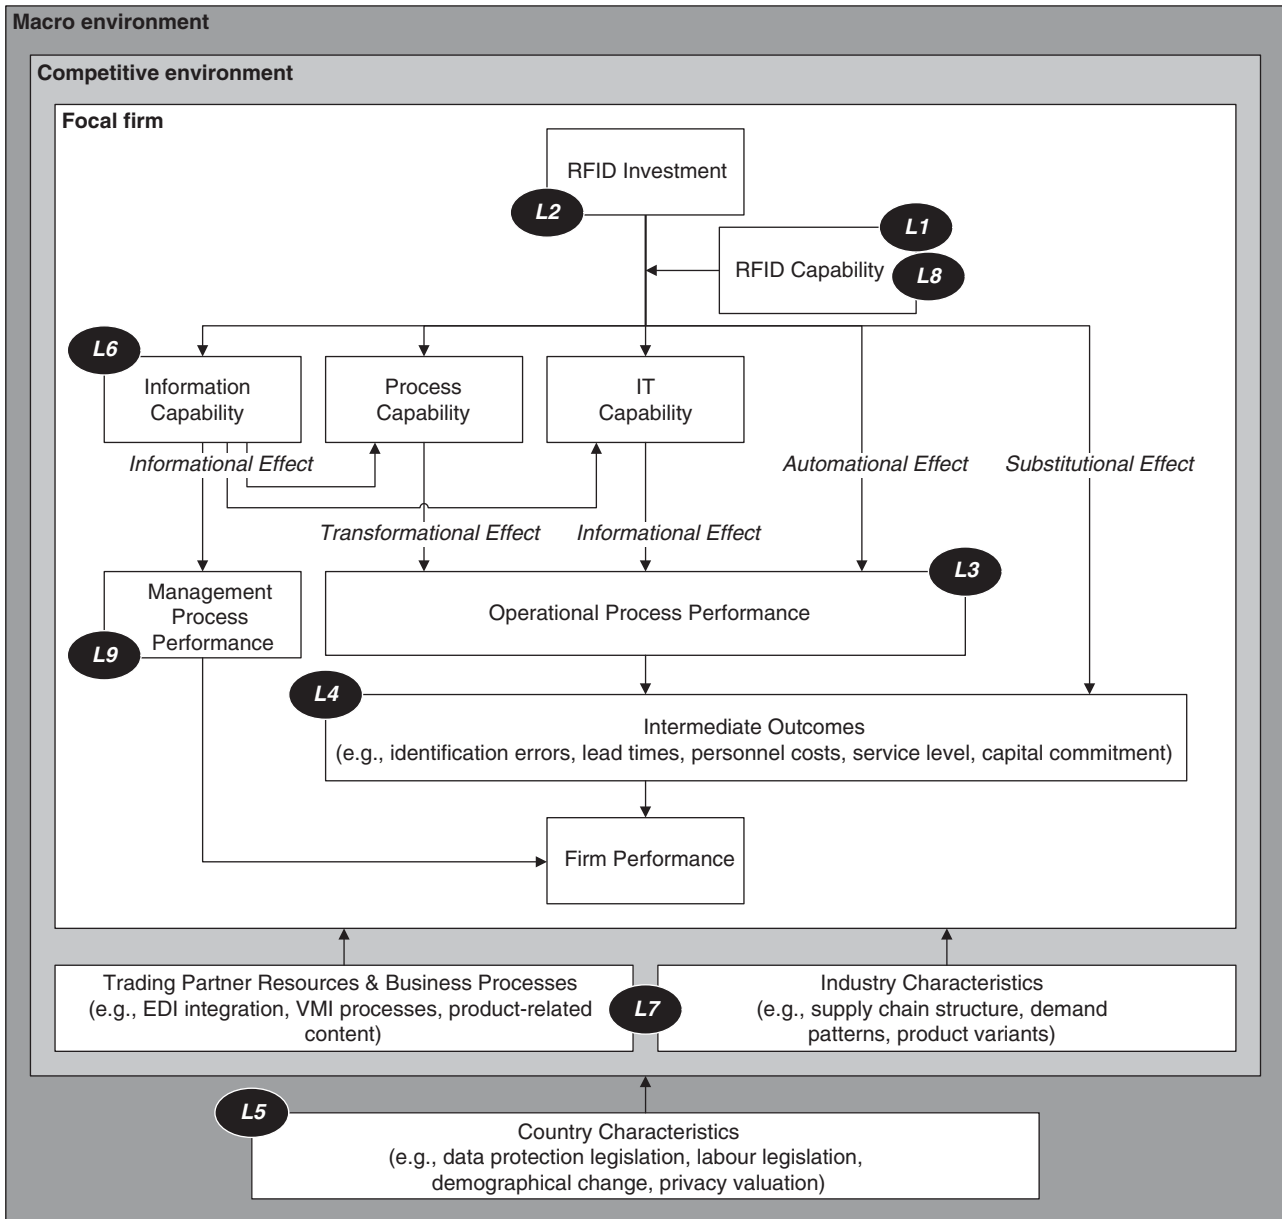 Macro environment
Competitive environment
Focal firm
RFID Investment
L2
L1
RFID Capability
L8
L6
Information
Capability
Process
Capability
IT
Capability
Informational Effect
Automational Effect
Substitutional Effect
Transformational Effect
Informational Effect
L3
Management
Process
Performance
L9
Operational Process Performance
L4
Intermediate Outcomes
(e.g., identification errors, lead times, personnel costs, service level, capital commitment)
Firm Performance
Trading Partner Resources & Business Processes
(e.g., EDI integration, VMI processes, product-related
content)
L7
Industry Characteristics
(e.g., supply chain structure, demand
patterns, product variants)
L5
Country Characteristics
(e.g., data protection legislation, labour legislation,
demographical change, privacy valuation)